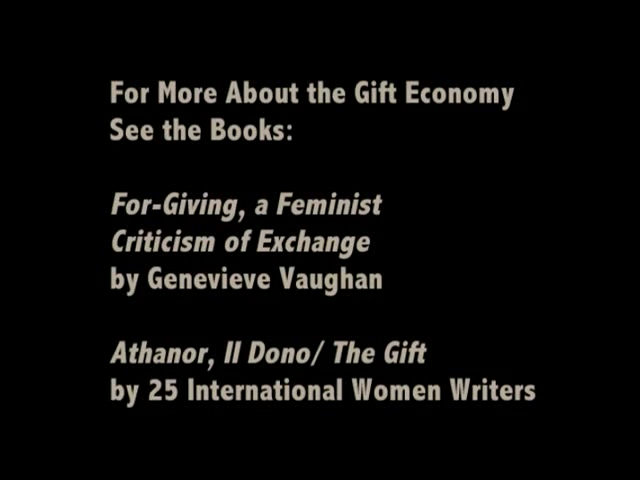 For More About the Gift Economy
See the Books:
For-Giving, a Feminist
Criticism of Exchange
by Genevieve Vaughan
Athanor, Il Dono/ The Gift
by 25 International Women Writers